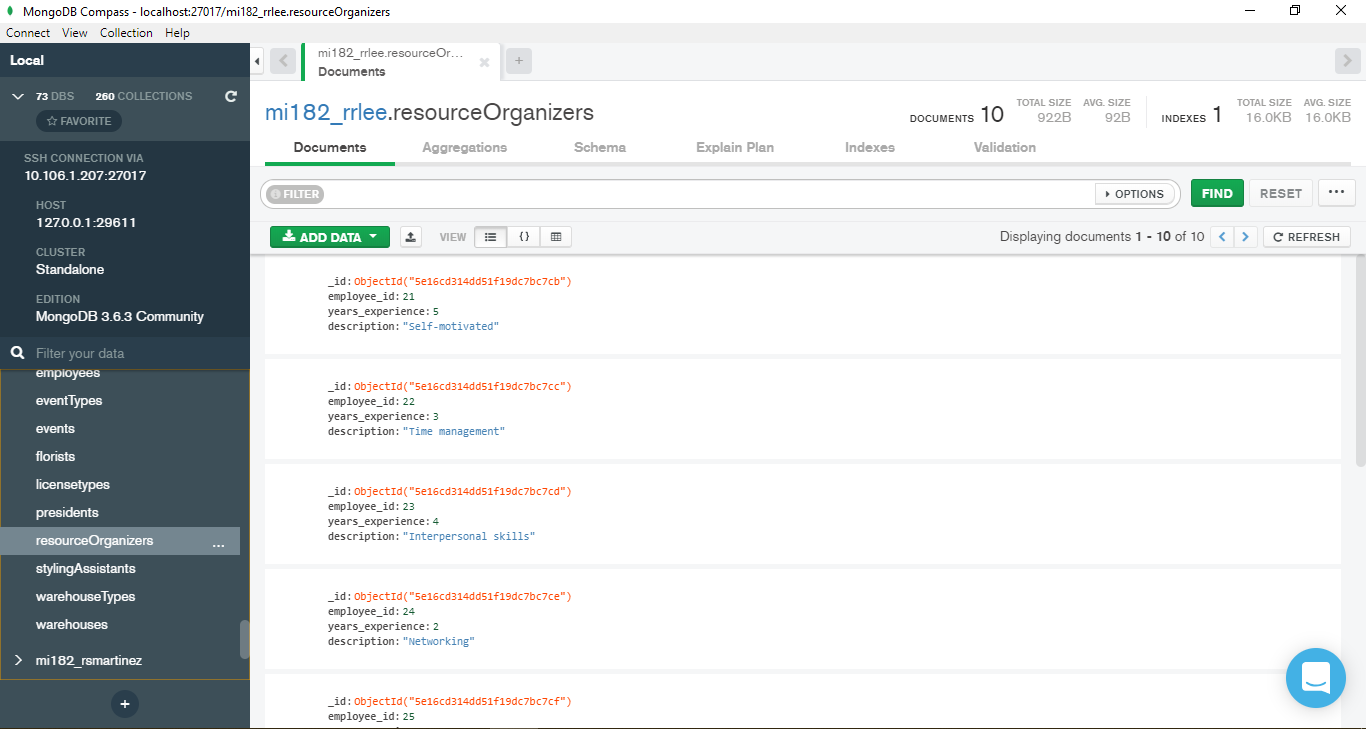 MongoDB Compass - localhost:27017/mi182_rrlee.resourceOrganizers
Connect View Collection Help
Local
73 DBS 260 COLLECTIONS
FAVORITE
SSH CONNECTION VIA
10.106.1.207:27017
HOST
127.0.0.1:29611
CLUSTER
Standalone
EDITION
MongoDB 3.6.3 Community
Filter your data
employees
eventTypes
events
florists
licensetypes
presidents
resourceOrganizers ...
stylingAssistants
warehouseTypes
warehouses
mi182_rsmartinez
+
mi182_rrlee.resourceOr...
Documents
+
mi182_rrlee.resourceOrganizers
DOCUMENTS 10 TOTAL SIZE 922B AVG. SIZE 92B INDEXES 1 TOTAL SIZE 16.0KB AVG. SIZE 16.0KB
Documents Aggregations Schema Explain Plan Indexes Validation
FILTER OPTIONS FIND RESET ...
ADD DATA VIEW {} Displaying documents 1 - 10 of 10 < > REFRESH
_id: ObjectId("5e16cd314dd51f19dc7bc7cb")
employee_id: 21
years_experience: 5
description: "Self-motivated"
_id: ObjectId("5e16cd314dd51f19dc7bc7cc")
employee_id: 22
years_experience: 3
description: "Time management"
_id: ObjectId("5e16cd314dd51f19dc7bc7cd")
employee_id: 23
years_experience: 4
description: "Interpersonal skills"
_id: ObjectId("5e16cd314dd51f19dc7bc7ce")
employee_id: 24
years_experience: 2
description: "Networking"
_id: ObjectId("5e16cd314dd51f19dc7bc7cf")
employee_id: 25